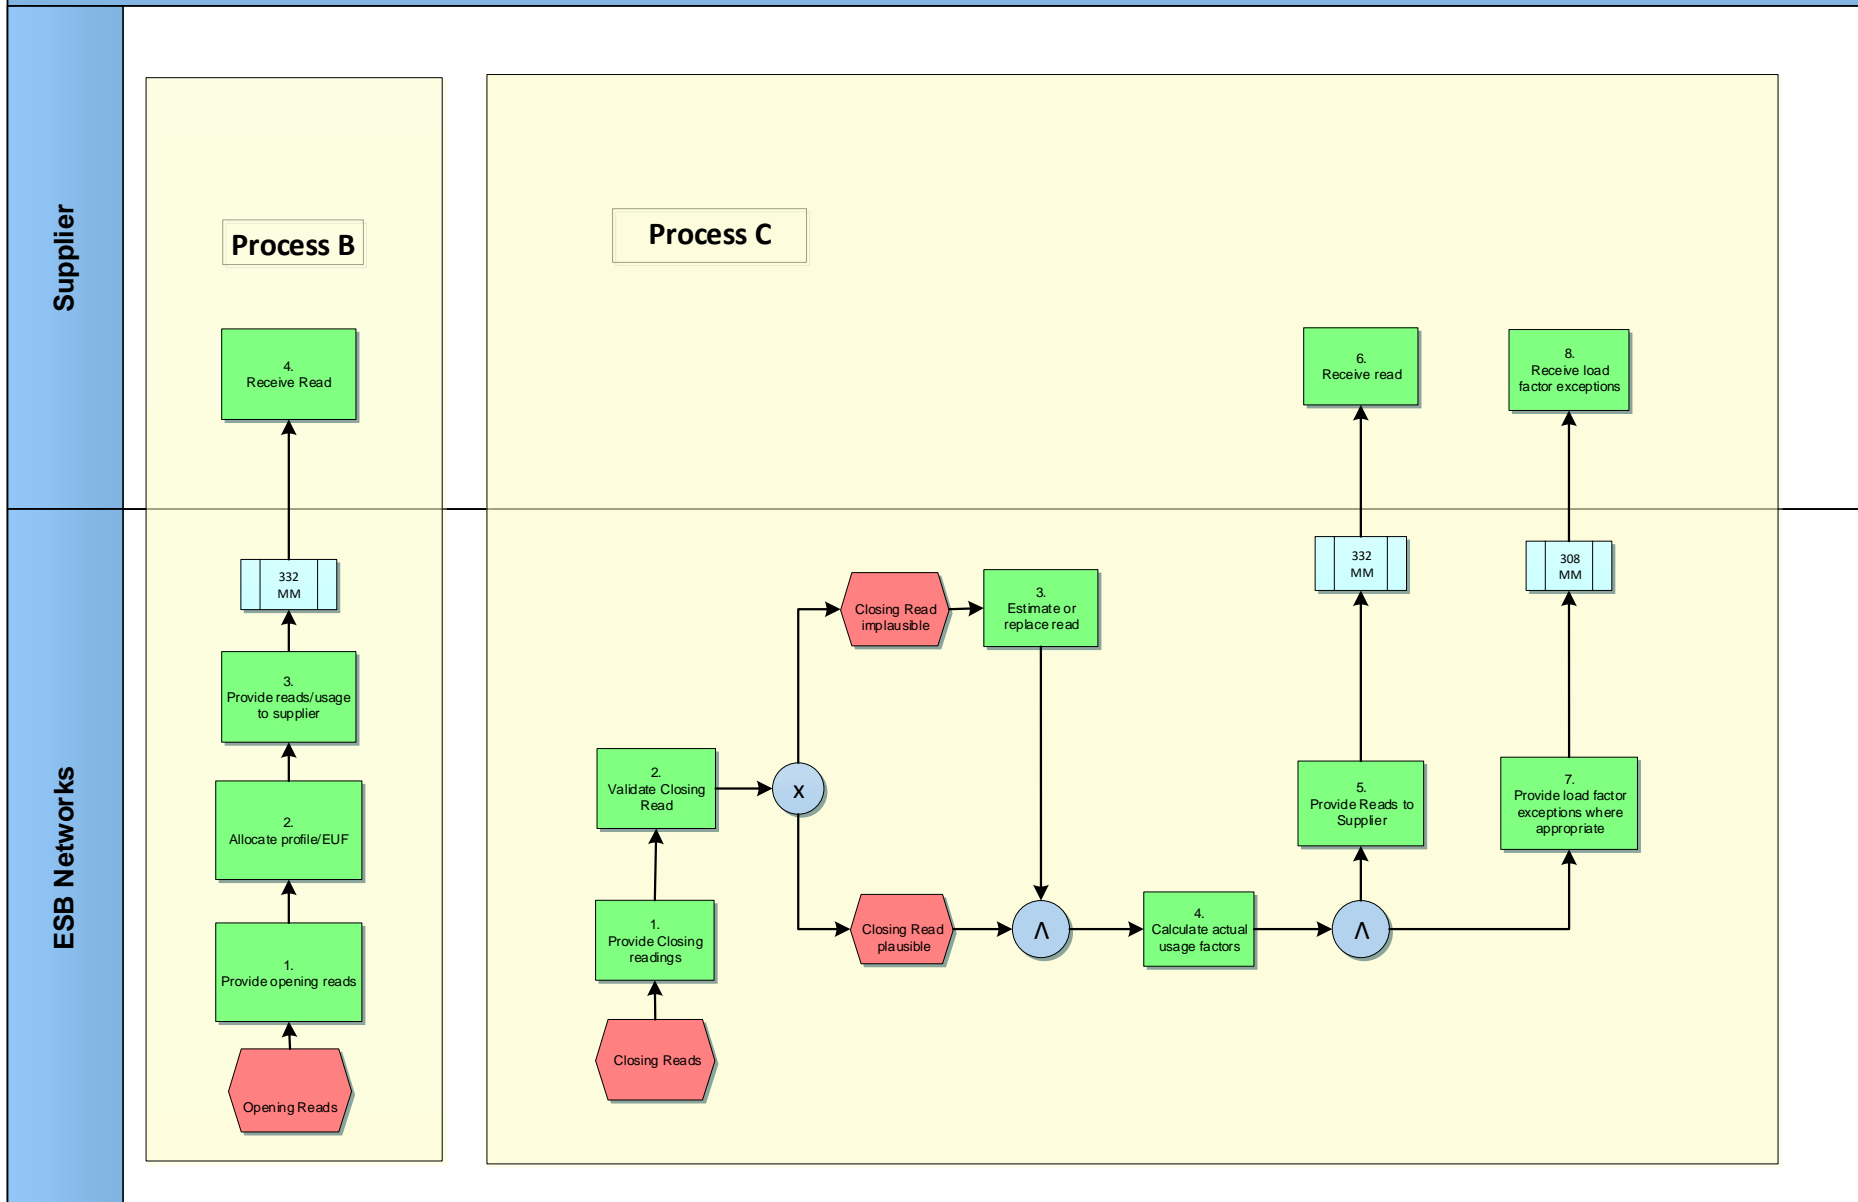 Supplier
ESB Networks
Process B
4.
Receive Read
332
MM
3.
Provide reads/usage
to supplier
2.
Allocate profile/EUF
1.
Provide opening reads
Opening Reads
Process C
6.
Receive read
8.
Receive load
factor exceptions
332
MM
308
MM
Closing Read
implausible
3.
Estimate or
replace read
2.
Validate Closing
Read
x
5.
Provide Reads to
Supplier
7.
Provide load factor
exceptions where
appropriate
1.
Provide Closing
readings
Closing Read
plausible
Λ
4.
Calculate actual
usage factors
Λ
Closing Reads